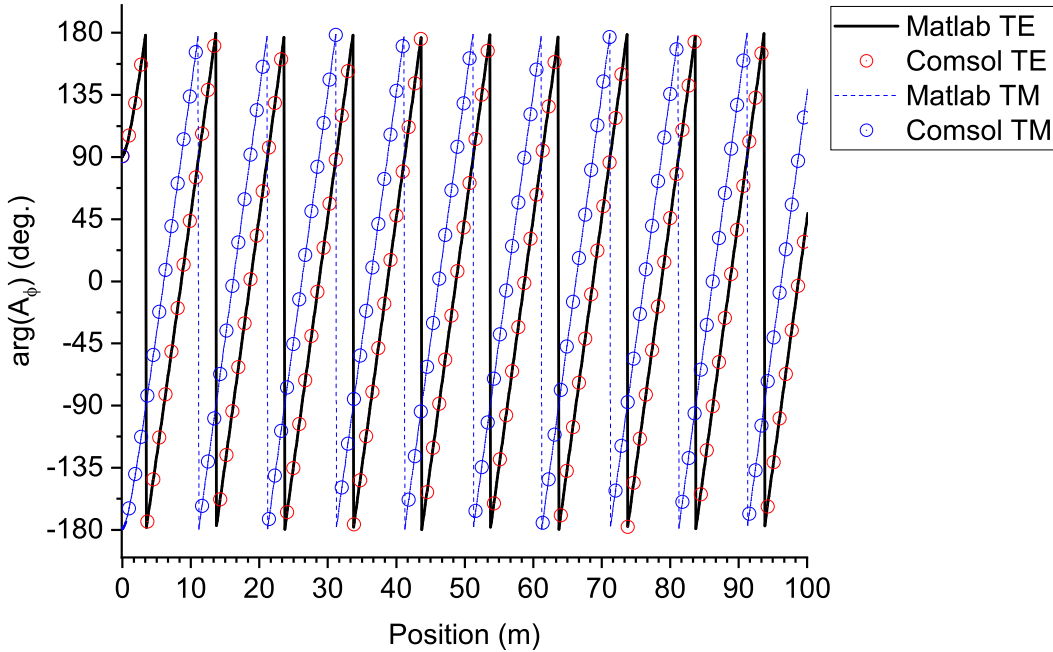 180
135
90
45
0
-45
-90
-135
-180
arg(A_ϕ) (deg.)
0 10 20 30 40 50 60 70 80 90 100
Position (m)
Matlab TE
Comsol TE
Matlab TM
Comsol TM